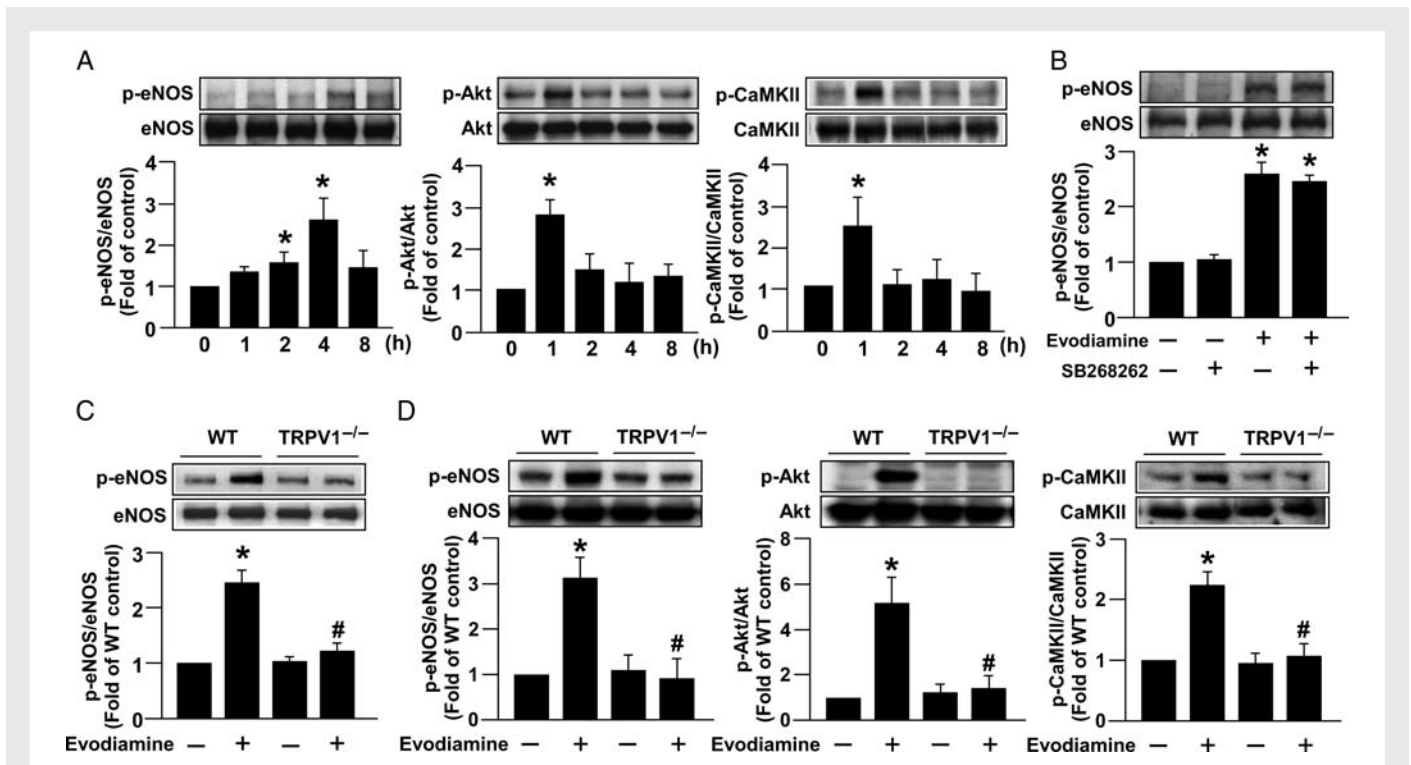 A
p-eNOS
eNOS
p-eNOS/eNOS
(Fold of control)
4
3
2
1
0
*
*
0 1 2 4 8 (h)
p-Akt
Akt
p-Akt/Akt
(Fold of control)
4
3
2
1
0
*
0 1 2 4 8 (h)
p-CaMKII
CaMKII
p-CaMKII/CaMKII
(Fold of control)
4
3
2
1
0
*
0 1 2 4 8 (h)
B
p-eNOS
eNOS
p-eNOS/eNOS
(Fold of control)
3
2
1
0
*
*
Evodiamine – – + +
SB268262 – + – +
C
WT TRPV1–/–
p-eNOS
eNOS
p-eNOS/eNOS
(Fold of WT control)
3
2
1
0
*
#
Evodiamine – + – +
D
WT TRPV1–/–
p-eNOS
eNOS
p-eNOS/eNOS
(Fold of WT control)
4
3
2
1
0
*
#
Evodiamine – + – +
WT TRPV1–/–
p-Akt
Akt
p-Akt/Akt
(Fold of WT control)
8
6
4
2
0
*
#
Evodiamine – + – +
WT TRPV1–/–
p-CaMKII
CaMKII
p-CaMKII/CaMKII
(Fold of WT control)
3
2
1
0
*
#
Evodiamine – + – +